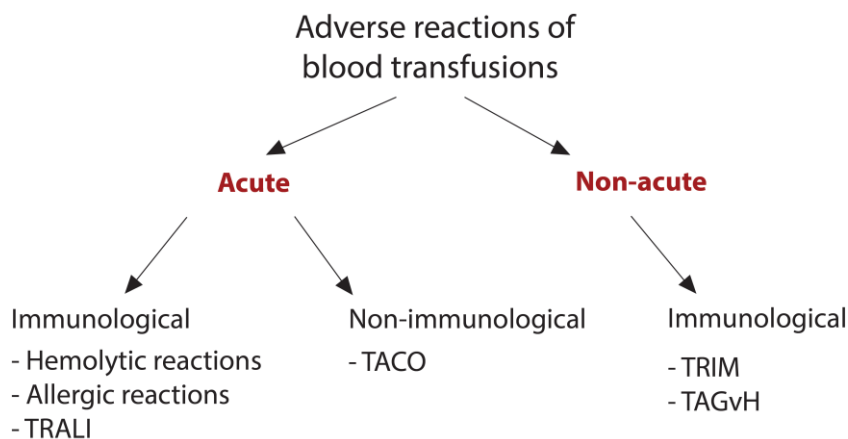 Adverse reactions of
blood transfusions
Acute
Non-acute
Immunological
- Hemolytic reactions
- Allergic reactions
- TRALI
Non-immunological
- TACO
Immunological
- TRIM
- TAGvH